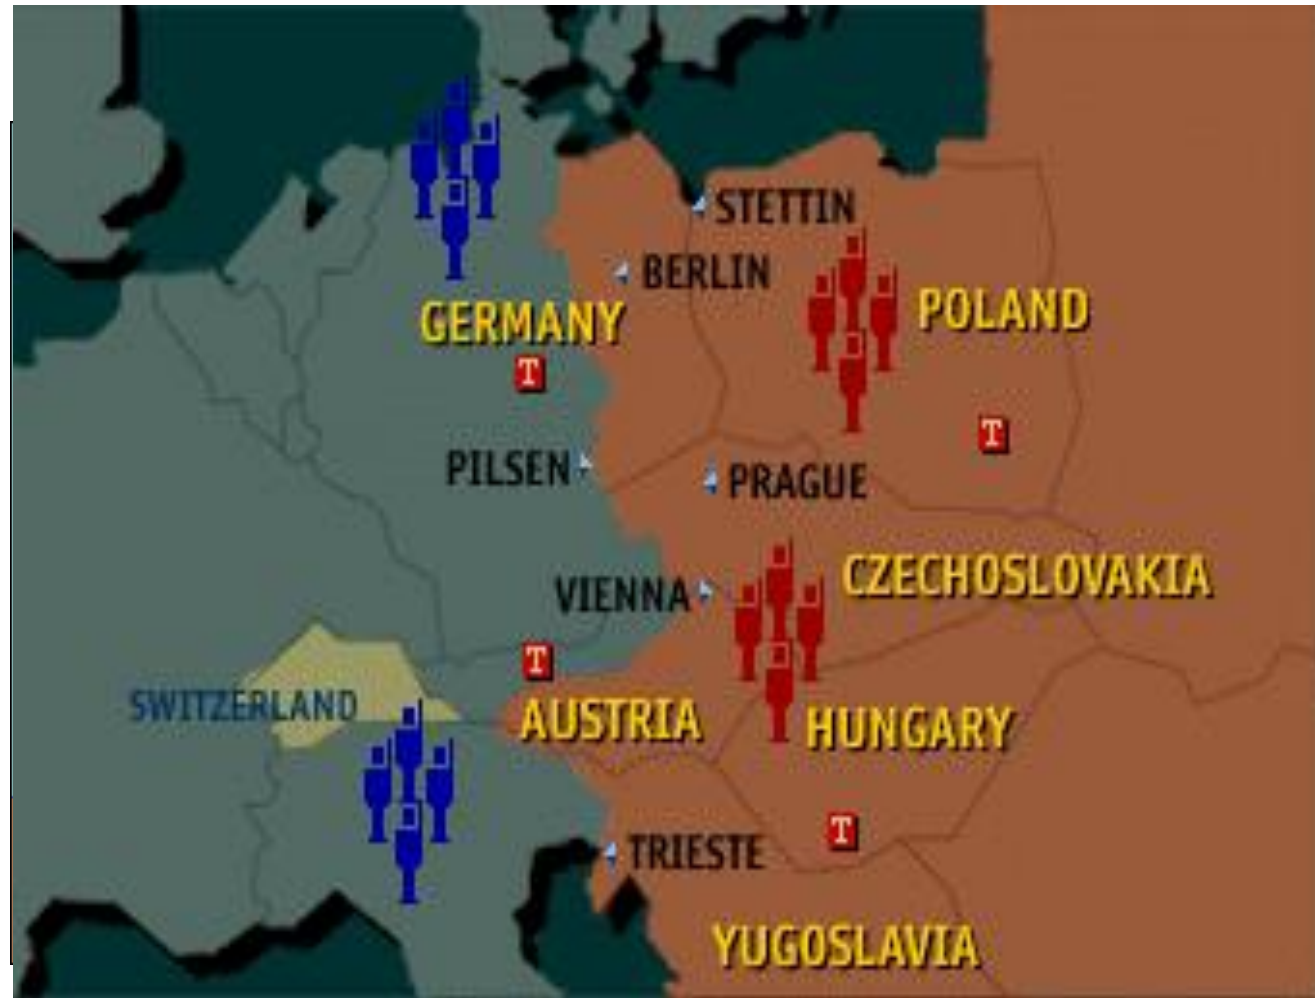 STETTIN
BERLIN
GERMANY
POLAND
T
T
PILSEN
PRAGUE
VIENNA
CZECHOSLOVAKIA
T
SWITZERLAND
AUSTRIA
HUNGARY
T
TRIESTE
YUGOSLAVIA